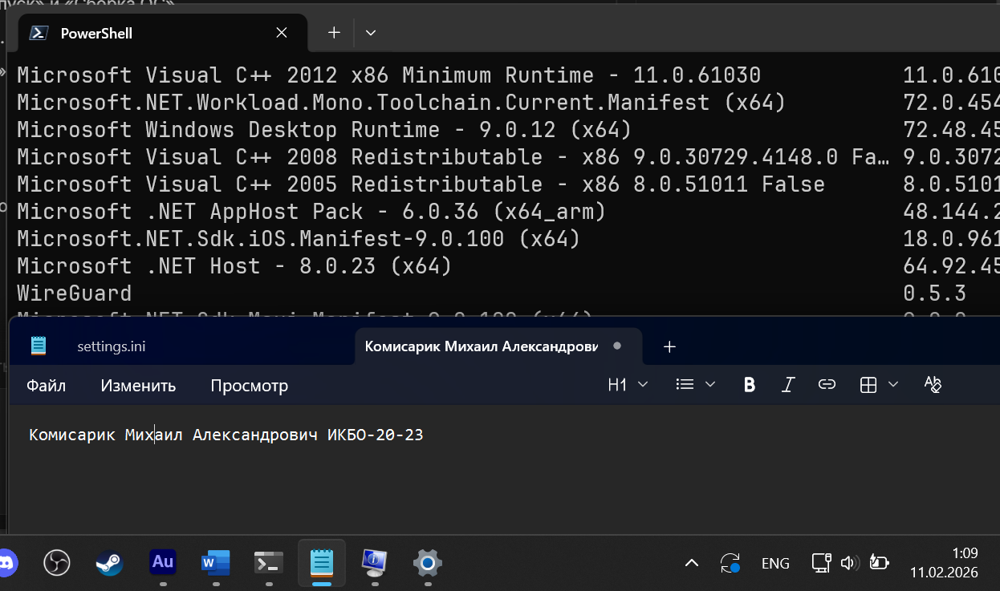 пуск» и «Сборка ОС»
PowerShell
Microsoft Visual C++ 2012 x86 Minimum Runtime - 11.0.61030 11.0.610
Microsoft.NET.Workload.Mono.Toolchain.Current.Manifest (x64) 72.0.454
Microsoft Windows Desktop Runtime - 9.0.12 (x64) 72.48.45
Microsoft Visual C++ 2008 Redistributable - x86 9.0.30729.4148.0 Fa… 9.0.3072
Microsoft Visual C++ 2005 Redistributable - x86 8.0.51011 False 8.0.5101
Microsoft .NET AppHost Pack - 6.0.36 (x64_arm) 48.144.2
Microsoft.NET.Sdk.iOS.Manifest-9.0.100 (x64) 18.0.961
Microsoft .NET Host - 8.0.23 (x64) 64.92.45
WireGuard 0.5.3
settings.ini
Комисарик Михаил Александрови
Файл Изменить Просмотр H1 B I
Комисарик Михаил Александрович ИКБО-20-23
Au W ENG 1:09
11.02.2026